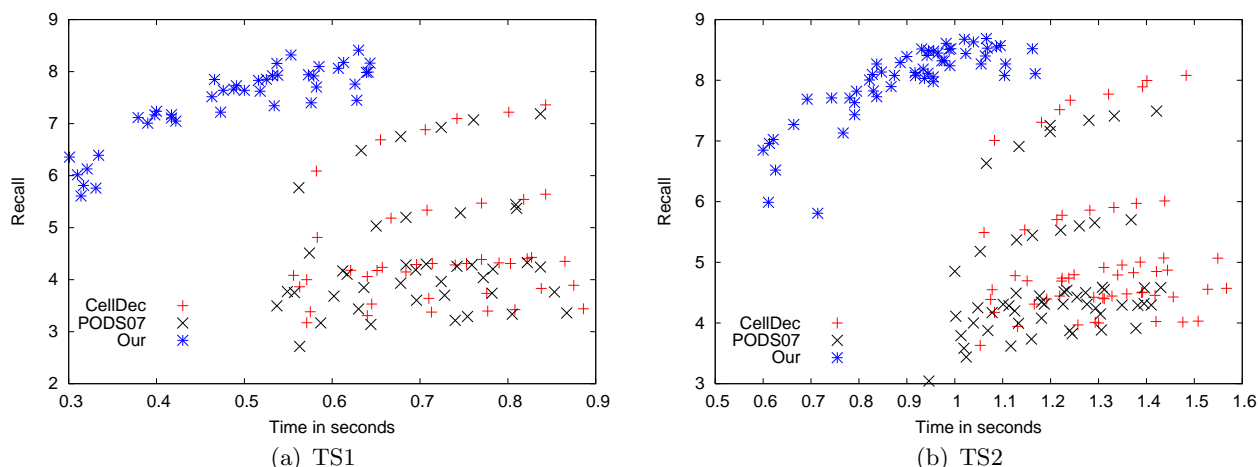 9
8
7
6
5
4
3
2
Recall
CellDec
PODS07
Our
0.3 0.4 0.5 0.6 0.7 0.8 0.9
Time in seconds
(a) TS1
9
8
7
6
5
4
3
Recall
CellDec
PODS07
Our
0.5 0.6 0.7 0.8 0.9 1 1.1 1.2 1.3 1.4 1.5 1.6
Time in seconds
(b) TS2